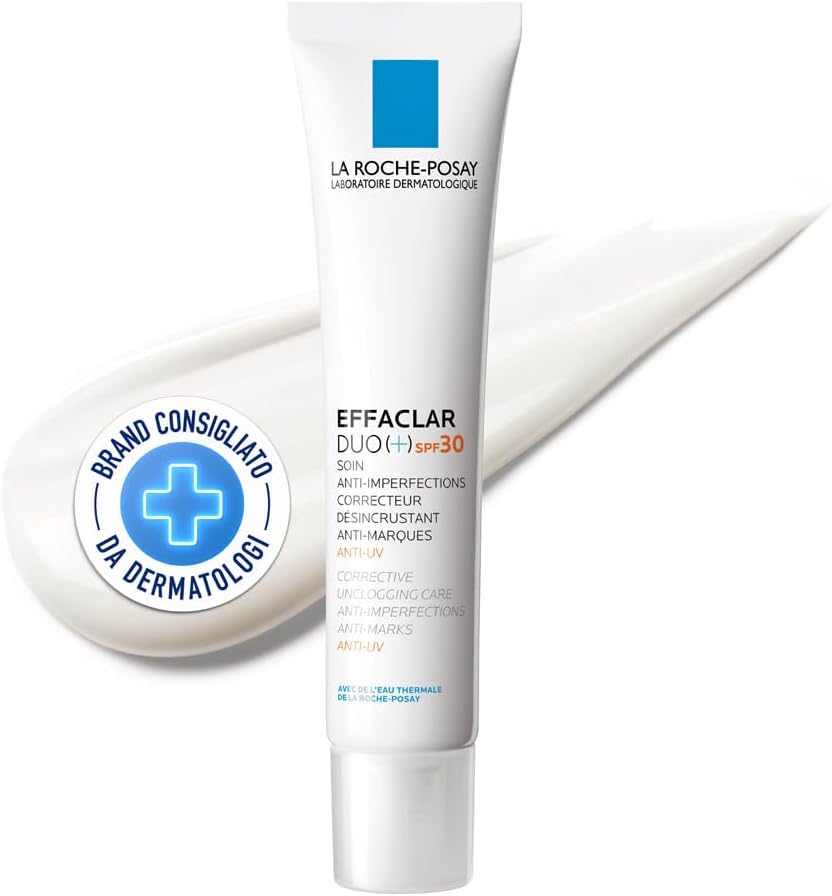 LA ROCHE-POSAY
LABORATOIRE DERMATOLOGIQUE
EFFACLAR
DUO(+) SPF30
SOIN
ANTI-IMPERFECTIONS
CORRECTEUR
DÉSINCRUSTANT
ANTI-MARQUES
ANTI-UV
CORRECTIVE
UNCLOGGING CARE
ANTI-IMPERFECTIONS
ANTI-MARKS
ANTI-UV
AVEC DE L'EAU THERMALE
DE LA ROCHE-POSAY
BRAND CONSIGLIATO
DA DERMATOLOGI